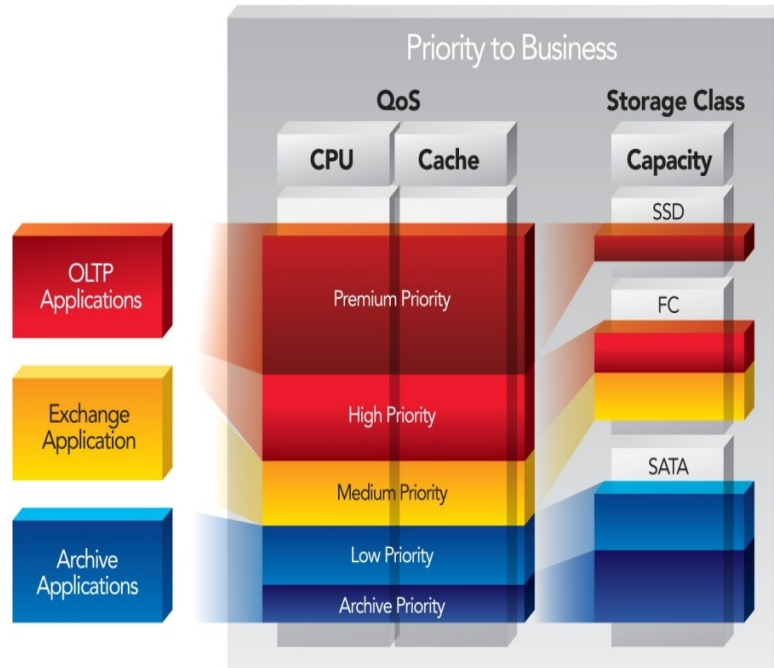 Priority to Business
QoS
Storage Class
CPU
Cache
Capacity
SSD
OLTP
Applications
Premium Priority
FC
Exchange
Application
High Priority
Medium Priority
SATA
Archive
Applications
Low Priority
Archive Priority